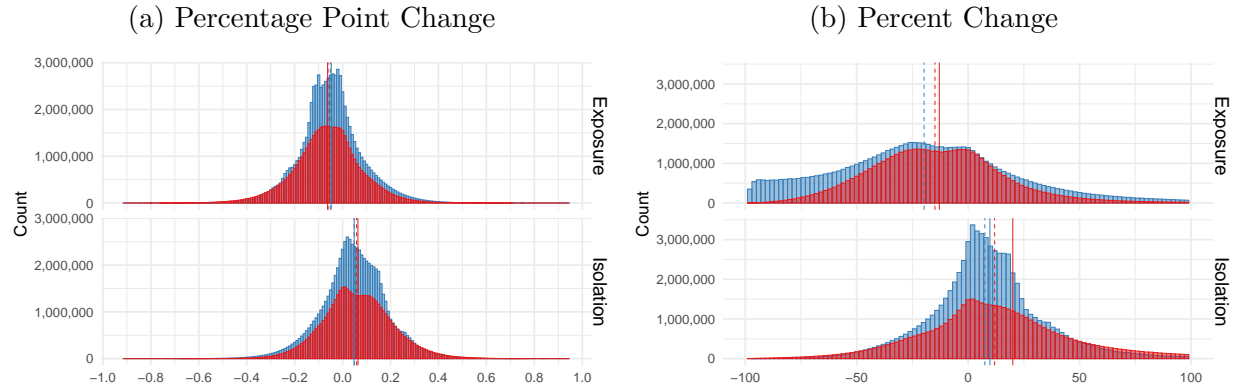 (a) Percentage Point Change
(b) Percent Change
Count
3,000,000
2,000,000
1,000,000
0
Exposure
3,000,000
2,000,000
1,000,000
0
Isolation
−1.0 −0.8 −0.6 −0.4 −0.2 0.0 0.2 0.4 0.6 0.8 1.0
Count
3,000,000
2,000,000
1,000,000
0
Exposure
3,000,000
2,000,000
1,000,000
0
Isolation
−100 −50 0 50 100